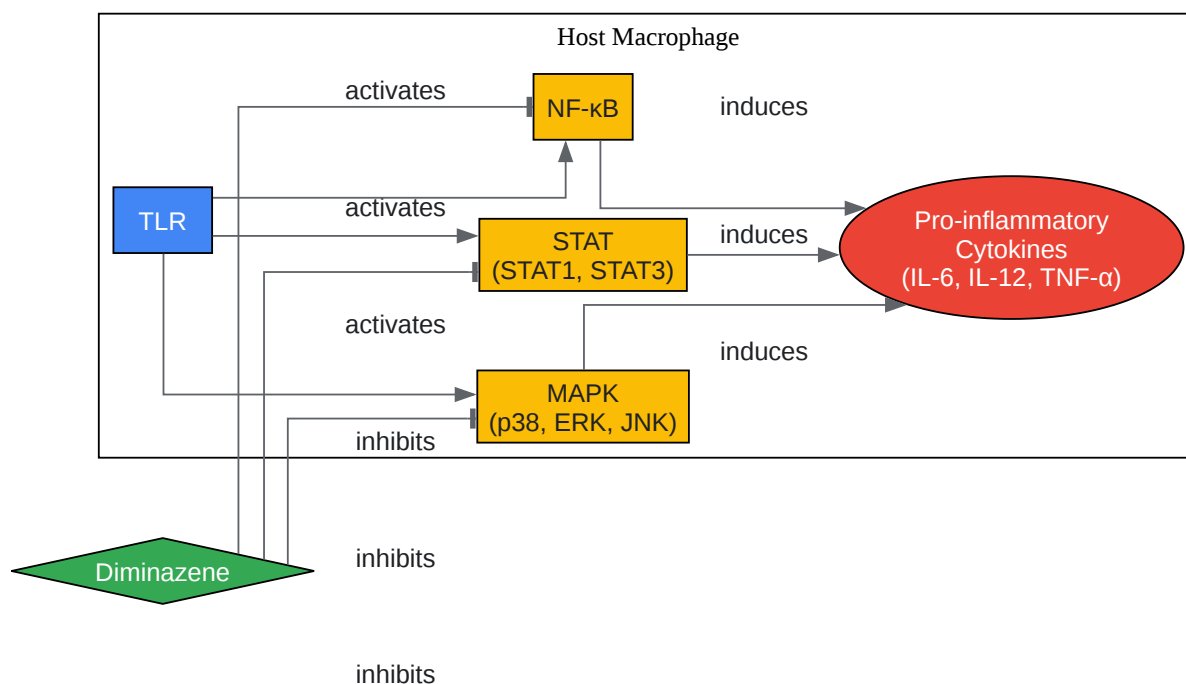 Host Macrophage
activates
NF-κB
induces
TLR
activates
STAT
(STAT1, STAT3)
induces
Pro-inflammatory
Cytokines
(IL-6, IL-12, TNF-α)
activates
induces
MAPK
(p38, ERK, JNK)
inhibits
Diminazene
inhibits
inhibits